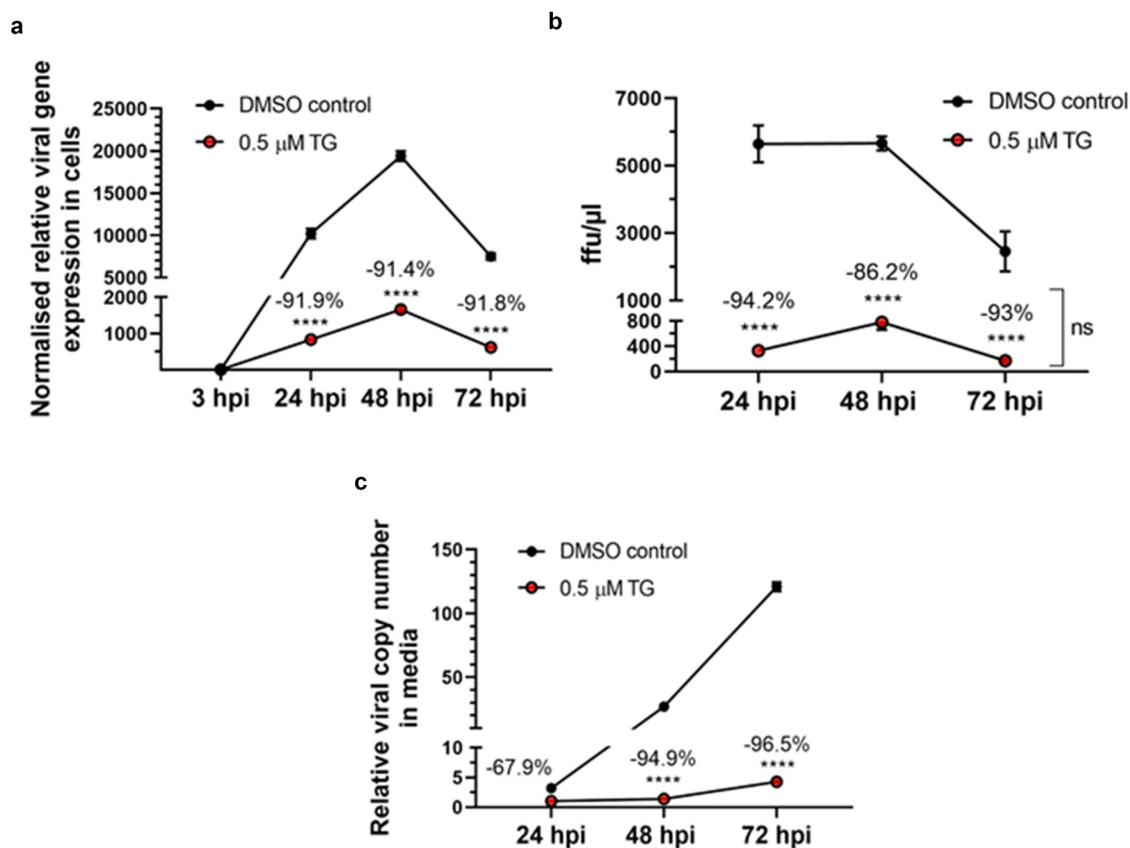 a
Normalised relative viral gene
expression in cells
25000
20000
15000
10000
5000
2000
1000
DMSO control
0.5 μM TG
-91.9%
****
-91.4%
****
-91.8%
****
3 hpi 24 hpi 48 hpi 72 hpi
b
ffu/μl
7000
5000
3000
1000
800
400
0
DMSO control
0.5 μM TG
-94.2%
****
-86.2%
****
-93%
****
ns
24 hpi 48 hpi 72 hpi
c
Relative viral copy number
in media
150
100
50
10
5
0
DMSO control
0.5 μM TG
-67.9%
-94.9%
****
-96.5%
****
24 hpi 48 hpi 72 hpi